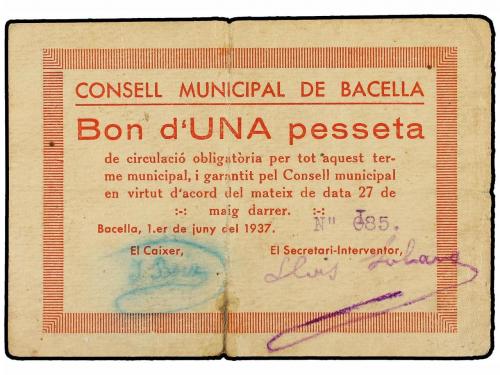 CONSELL MUNICIPAL DE BACELLA
Bon d'UNA pesseta
de circulació obligatòria per tot aquest ter-
me municipal, i garantit pel Consell municipal
en virtut d'acord del mateix de data 27 de
:-: maig darrer. :-:
Bacella, 1.er de juny del 1937. Nº 085.
El Caixer, El Secretari-Interventor,
Lluis